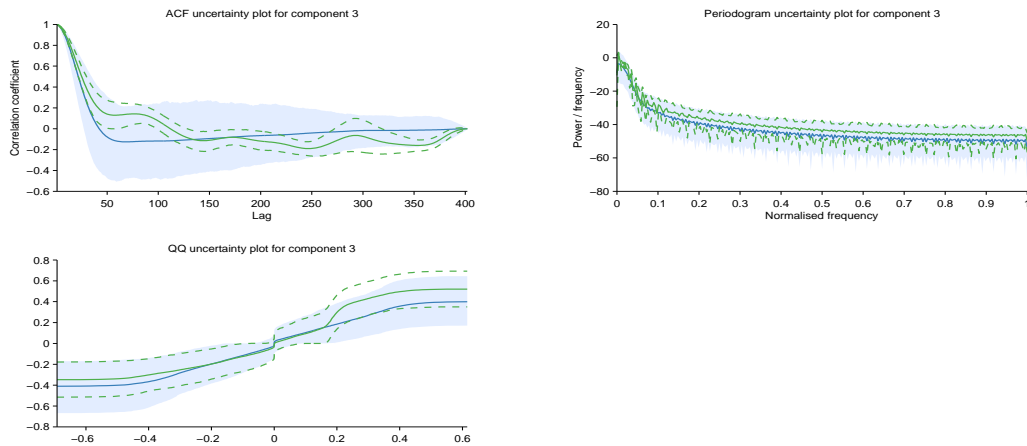 ACF uncertainty plot for component 3
1
0.8
0.6
0.4
0.2
0
−0.2
−0.4
−0.6
Correlation coefficient
50 100 150 200 250 300 350 400
Lag
Periodogram uncertainty plot for component 3
20
0
−20
−40
−60
−80
Power / frequency
0 0.1 0.2 0.3 0.4 0.5 0.6 0.7 0.8 0.9 1
Normalised frequency
QQ uncertainty plot for component 3
0.8
0.6
0.4
0.2
0
−0.2
−0.4
−0.6
−0.8
−0.6 −0.4 −0.2 0 0.2 0.4 0.6